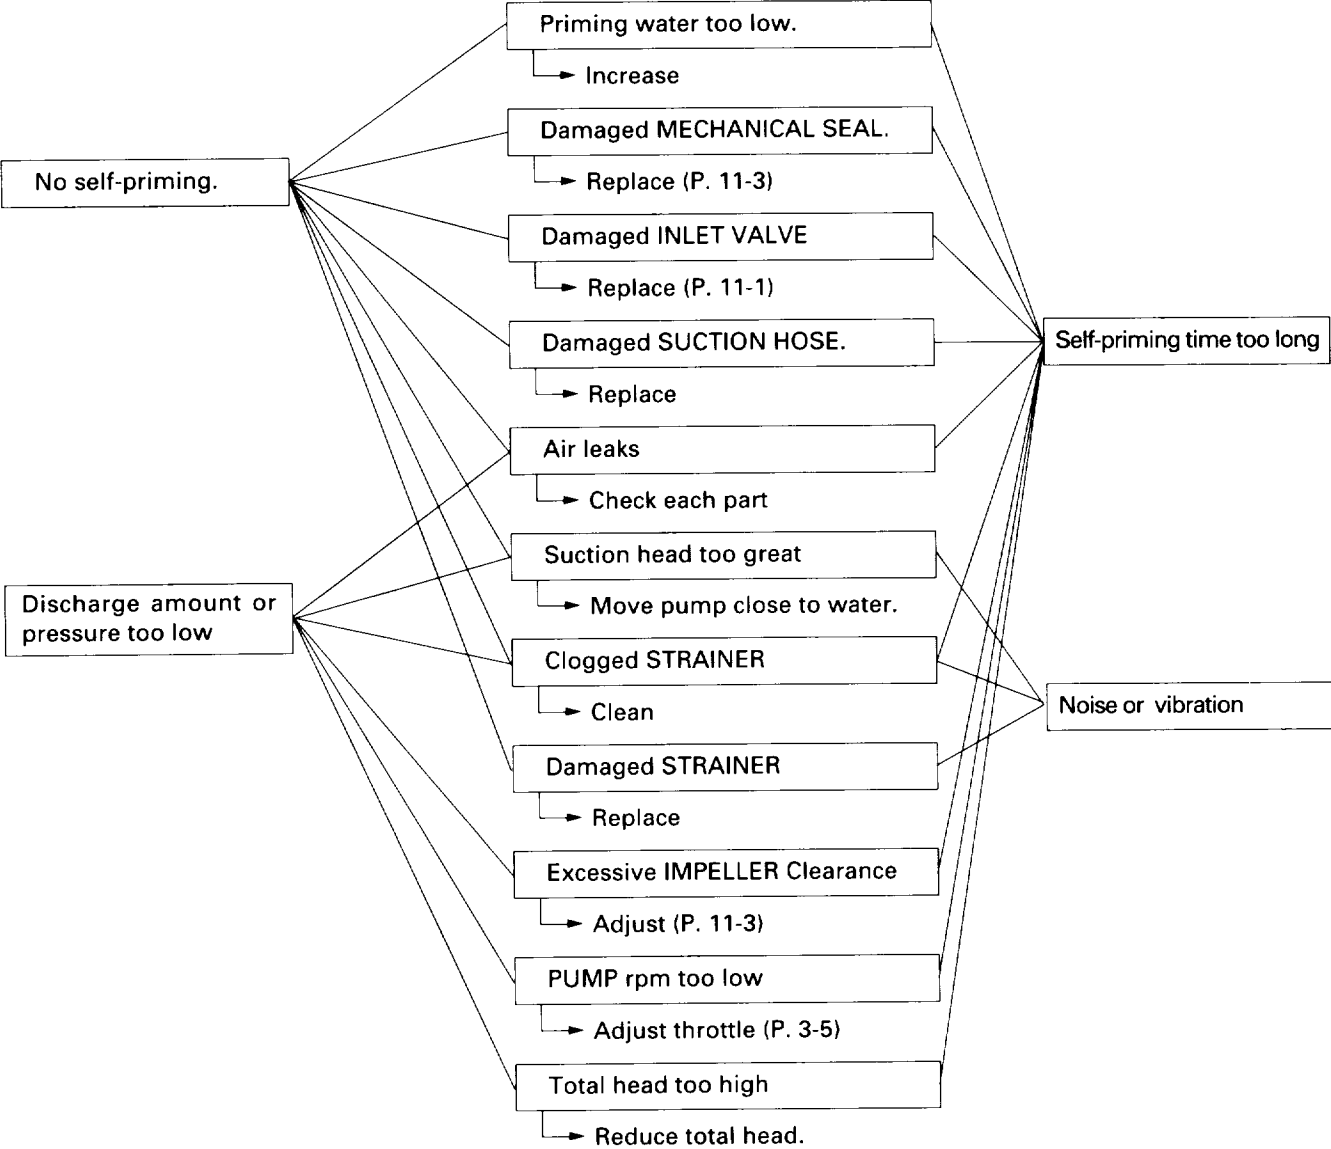 Priming water too low.
Increase
Damaged MECHANICAL SEAL.
No self-priming.
Replace (P. 11-3)
Damaged INLET VALVE
Replace (P. 11-1)
Damaged SUCTION HOSE.
Self-priming time too long
Replace
Air leaks
Check each part
Suction head too great
Discharge amount or
pressure too low
Move pump close to water.
Clogged STRAINER
Clean
Noise or vibration
Damaged STRAINER
Replace
Excessive IMPELLER Clearance
Adjust (P. 11-3)
PUMP rpm too low
Adjust throttle (P. 3-5)
Total head too high
Reduce total head.